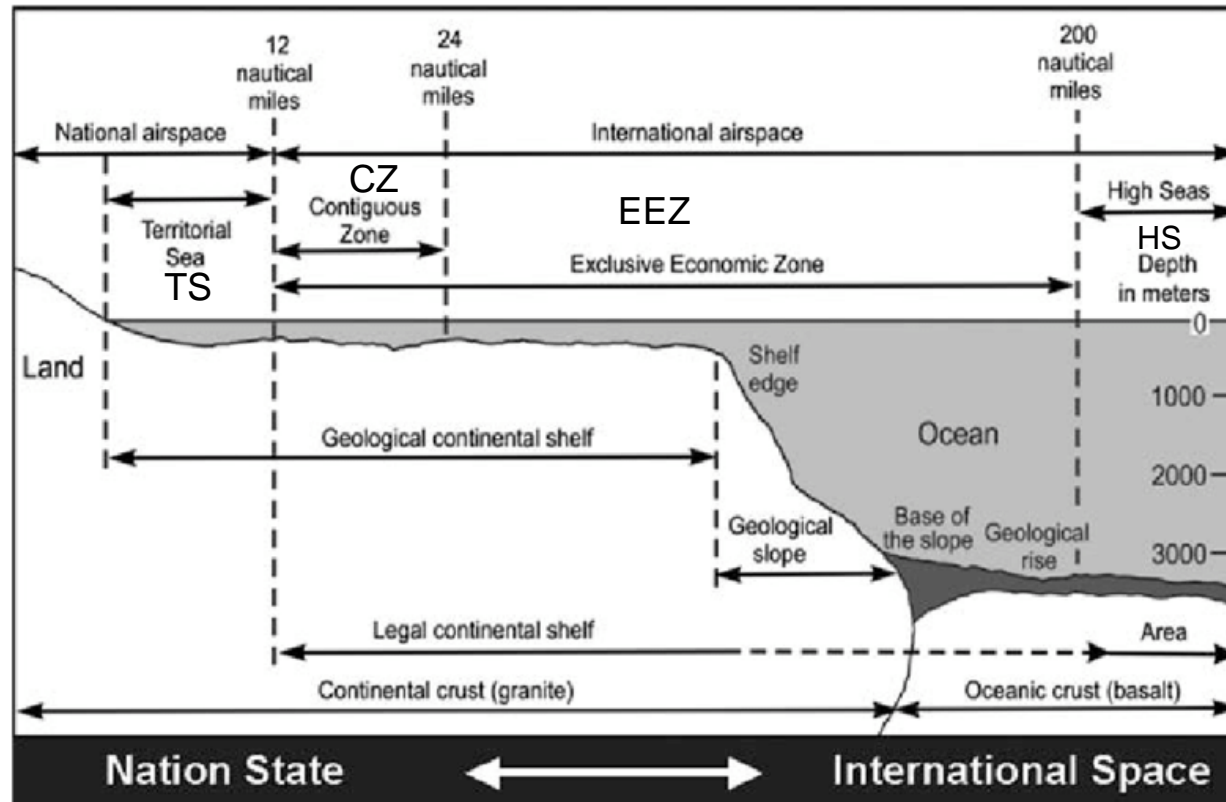 12
nautical
miles
24
nautical
miles
200
nautical
miles
National airspace
International airspace
CZ
Contiguous
Zone
EEZ
High Seas
Territorial
Sea
TS
HS
Exclusive Economic Zone
Depth
in meters
0
Land
Shelf
edge
1000
Geological continental shelf
Ocean
2000
Geological
slope
Base of
the slope
Geological
rise
3000
Legal continental shelf
Area
Continental crust (granite)
Oceanic crust (basalt)
Nation State
International Space